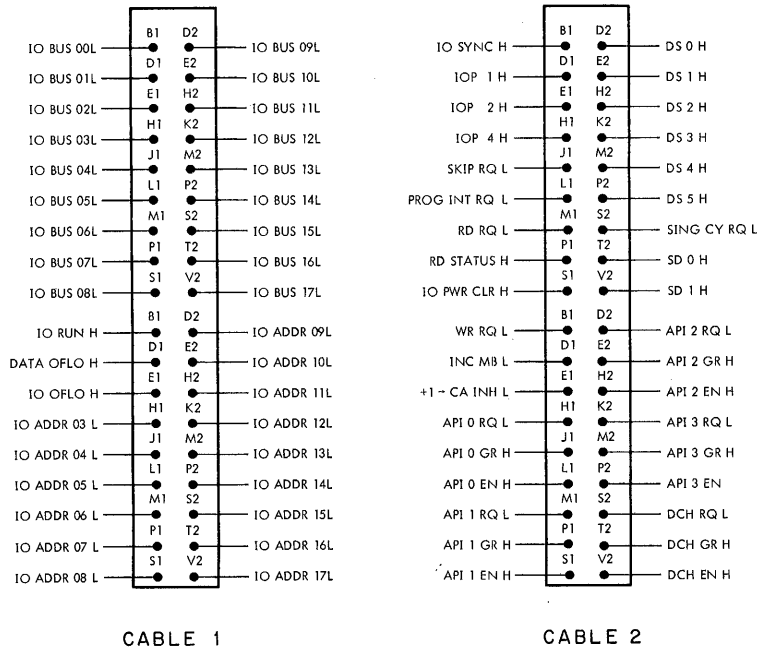 B1 D2
IO BUS 00L IO BUS 09L
D1 E2
IO BUS 01L IO BUS 10L
E1 H2
IO BUS 02L IO BUS 11L
H1 K2
IO BUS 03L IO BUS 12L
J1 M2
IO BUS 04L IO BUS 13L
L1 P2
IO BUS 05L IO BUS 14L
M1 S2
IO BUS 06L IO BUS 15L
P1 T2
IO BUS 07L IO BUS 16L
S1 V2
IO BUS 08L IO BUS 17L
B1 D2
IO RUN H IO ADDR 09L
D1 E2
DATA OFLO H IO ADDR 10L
E1 H2
IO OFLO H IO ADDR 11L
H1 K2
IO ADDR 03 L IO ADDR 12L
J1 M2
IO ADDR 04 L IO ADDR 13L
L1 P2
IO ADDR 05 L IO ADDR 14L
M1 S2
IO ADDR 06 L IO ADDR 15L
P1 T2
IO ADDR 07 L IO ADDR 16L
S1 V2
IO ADDR 08 L IO ADDR 17L
CABLE 1
B1 D2
IO SYNC H DS 0 H
D1 E2
IOP 1 H DS 1 H
E1 H2
IOP 2 H DS 2 H
H1 K2
IOP 4 H DS 3 H
J1 M2
SKIP RQ L DS 4 H
L1 P2
PROG INT RQ L DS 5 H
M1 S2
RD RQ L SING CY RQ L
P1 T2
RD STATUS H SD 0 H
S1 V2
IO PWR CLR H SD 1 H
B1 D2
WR RQ L API 2 RQ L
D1 E2
INC MB L API 2 GR H
E1 H2
+1 → CA INH L API 2 EN H
H1 K2
API 0 RQ L API 3 RQ L
J1 M2
API 0 GR H API 3 GR H
L1 P2
API 0 EN H API 3 EN
M1 S2
API 1 RQ L DCH RQ L
P1 T2
API 1 GR H DCH GR H
S1 V2
API 1 EN H DCH EN H
CABLE 2